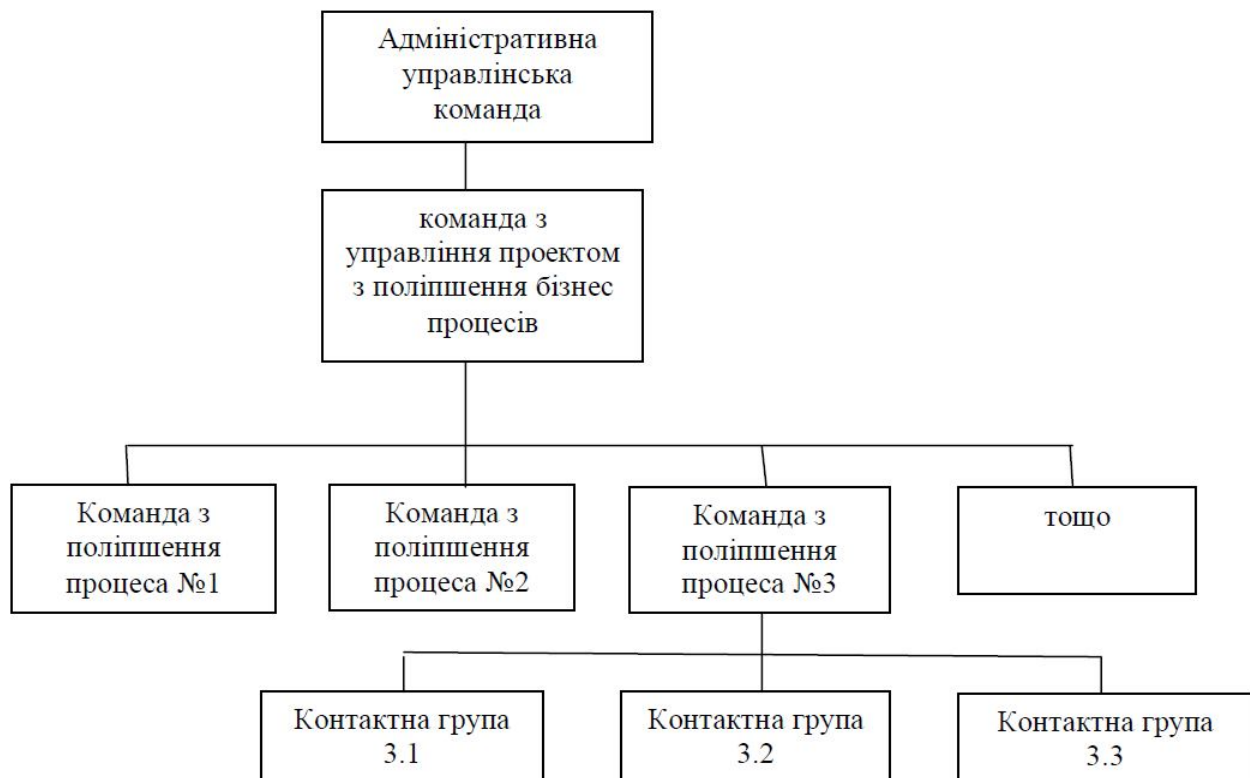 Адміністративна
управлінська
команда
команда з
управління проектом
з поліпшення бізнес
процесів
Команда з
поліпшення
процеса №1
Команда з
поліпшення
процеса №2
Команда з
поліпшення
процеса №3
тощо
Контактна група
3.1
Контактна група
3.2
Контактна група
3.3